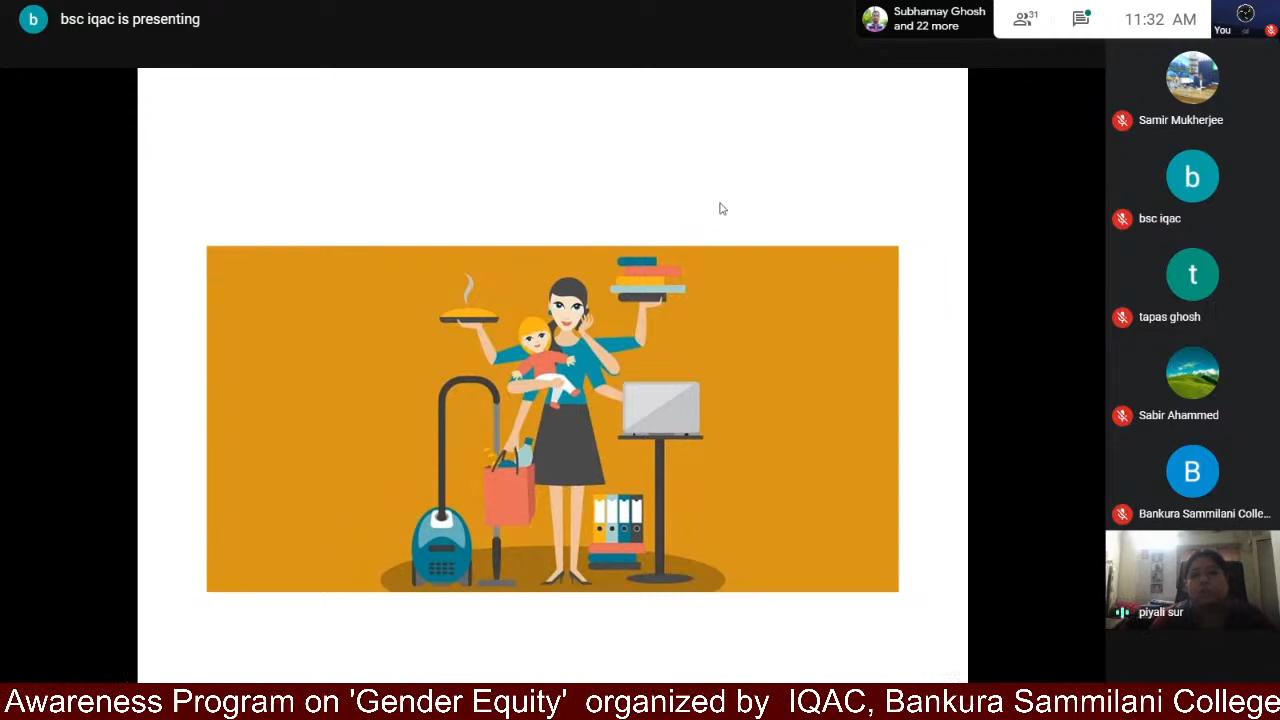 b
bsc iqac is presenting
Subhamay Ghosh
and 22 more
31
11:32 AM
You
Samir Mukherjee
b
bsc iqac
t
tapas ghosh
Sabir Ahammed
B
Bankura Sammilani Colle...
piyali sur
Awareness Program on 'Gender Equity' organized by IQAC, Bankura Sammilani College